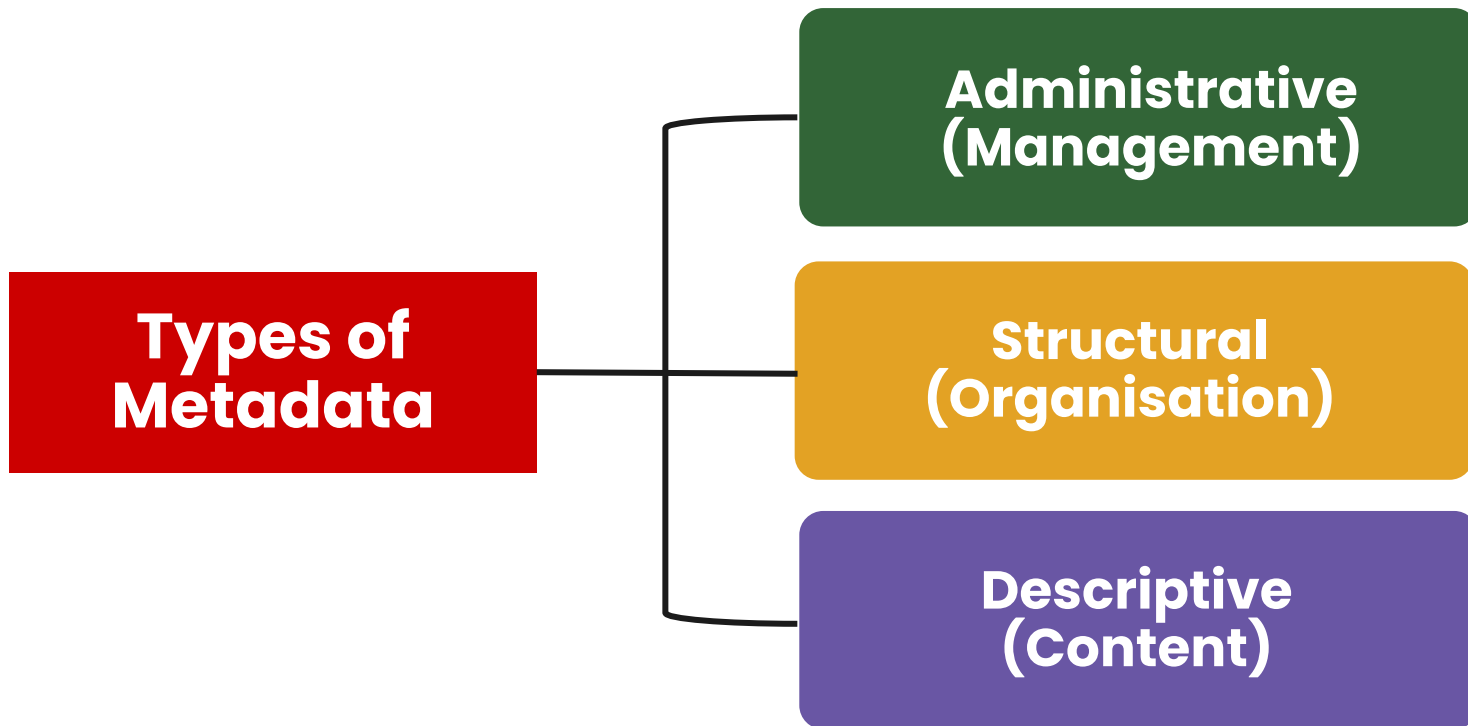 Types of
Metadata
Administrative
(Management)
Structural
(Organisation)
Descriptive
(Content)